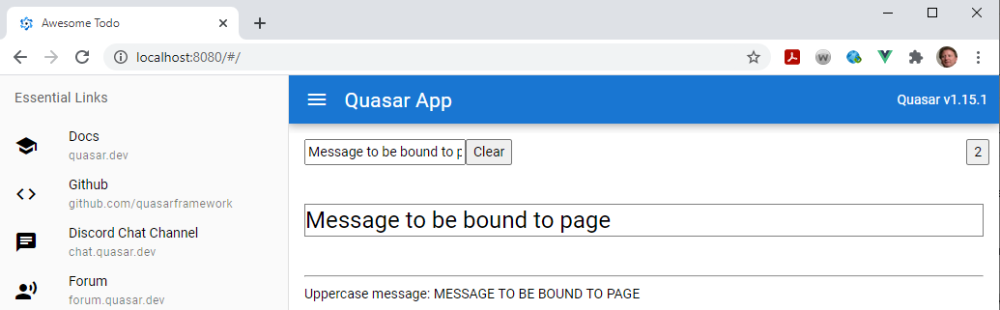 Awesome Todo
localhost:8080/#/
Essential Links
Docs
quasar.dev
Github
github.com/quasarframework
Discord Chat Channel
chat.quasar.dev
Forum
forum.quasar.dev
Quasar App
Quasar v1.15.1
Message to be bound to p
Clear
2
Message to be bound to page
Uppercase message: MESSAGE TO BE BOUND TO PAGE